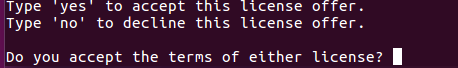 Type 'yes' to accept this license offer.
Type 'no' to decline this license offer.
Do you accept the terms of either license?